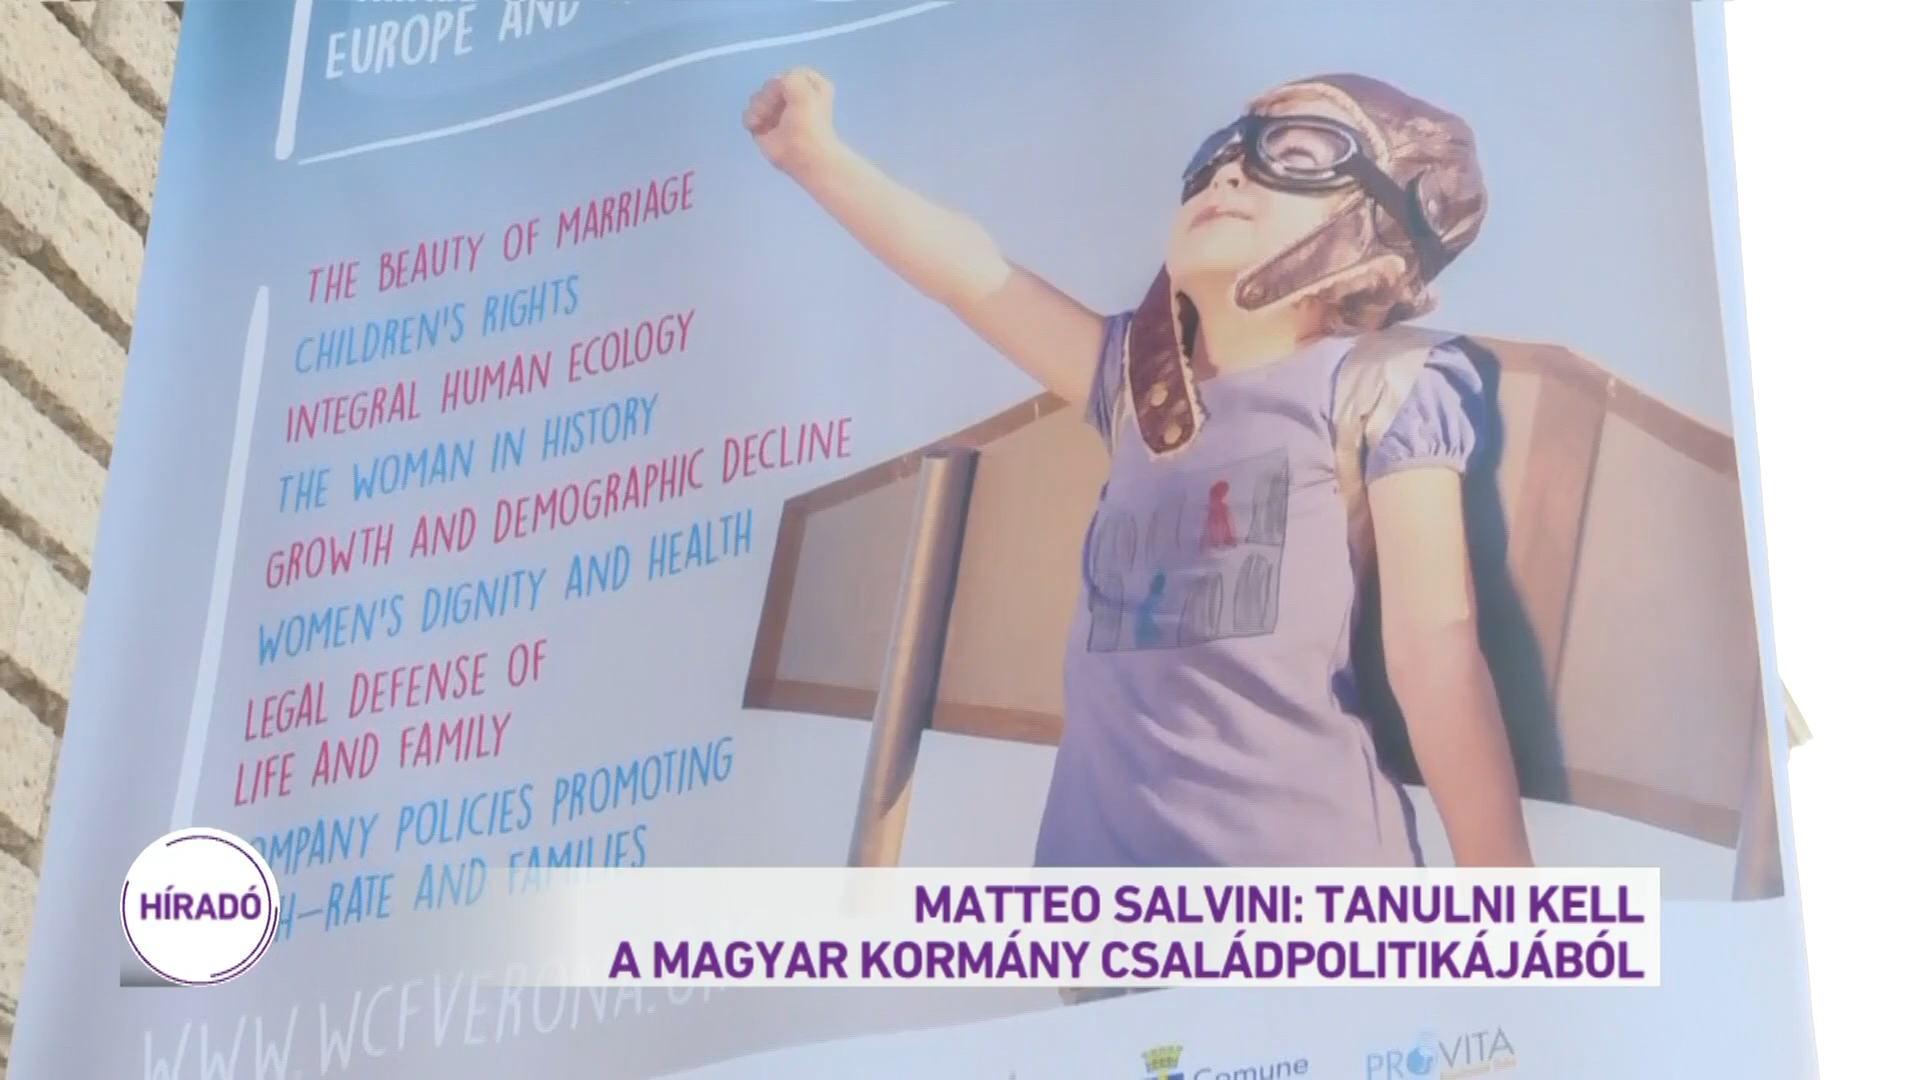 EUROPE AND
THE BEAUTY OF MARRIAGE
CHILDREN'S RIGHTS
INTEGRAL HUMAN ECOLOGY
THE WOMAN IN HISTORY
GROWTH AND DEMOGRAPHIC DECLINE
WOMEN'S DIGNITY AND HEALTH
LEGAL DEFENSE OF
LIFE AND FAMILY
OMPANY POLICIES PROMOTING
H-RATE AND FAMILIES
HÍRADÓ
MATTEO SALVINI: TANULNI KELL
A MAGYAR KORMÁNY CSALÁDPOLITIKÁJÁBÓL
WWW.WCFVERONA.
Comune
PROVITA